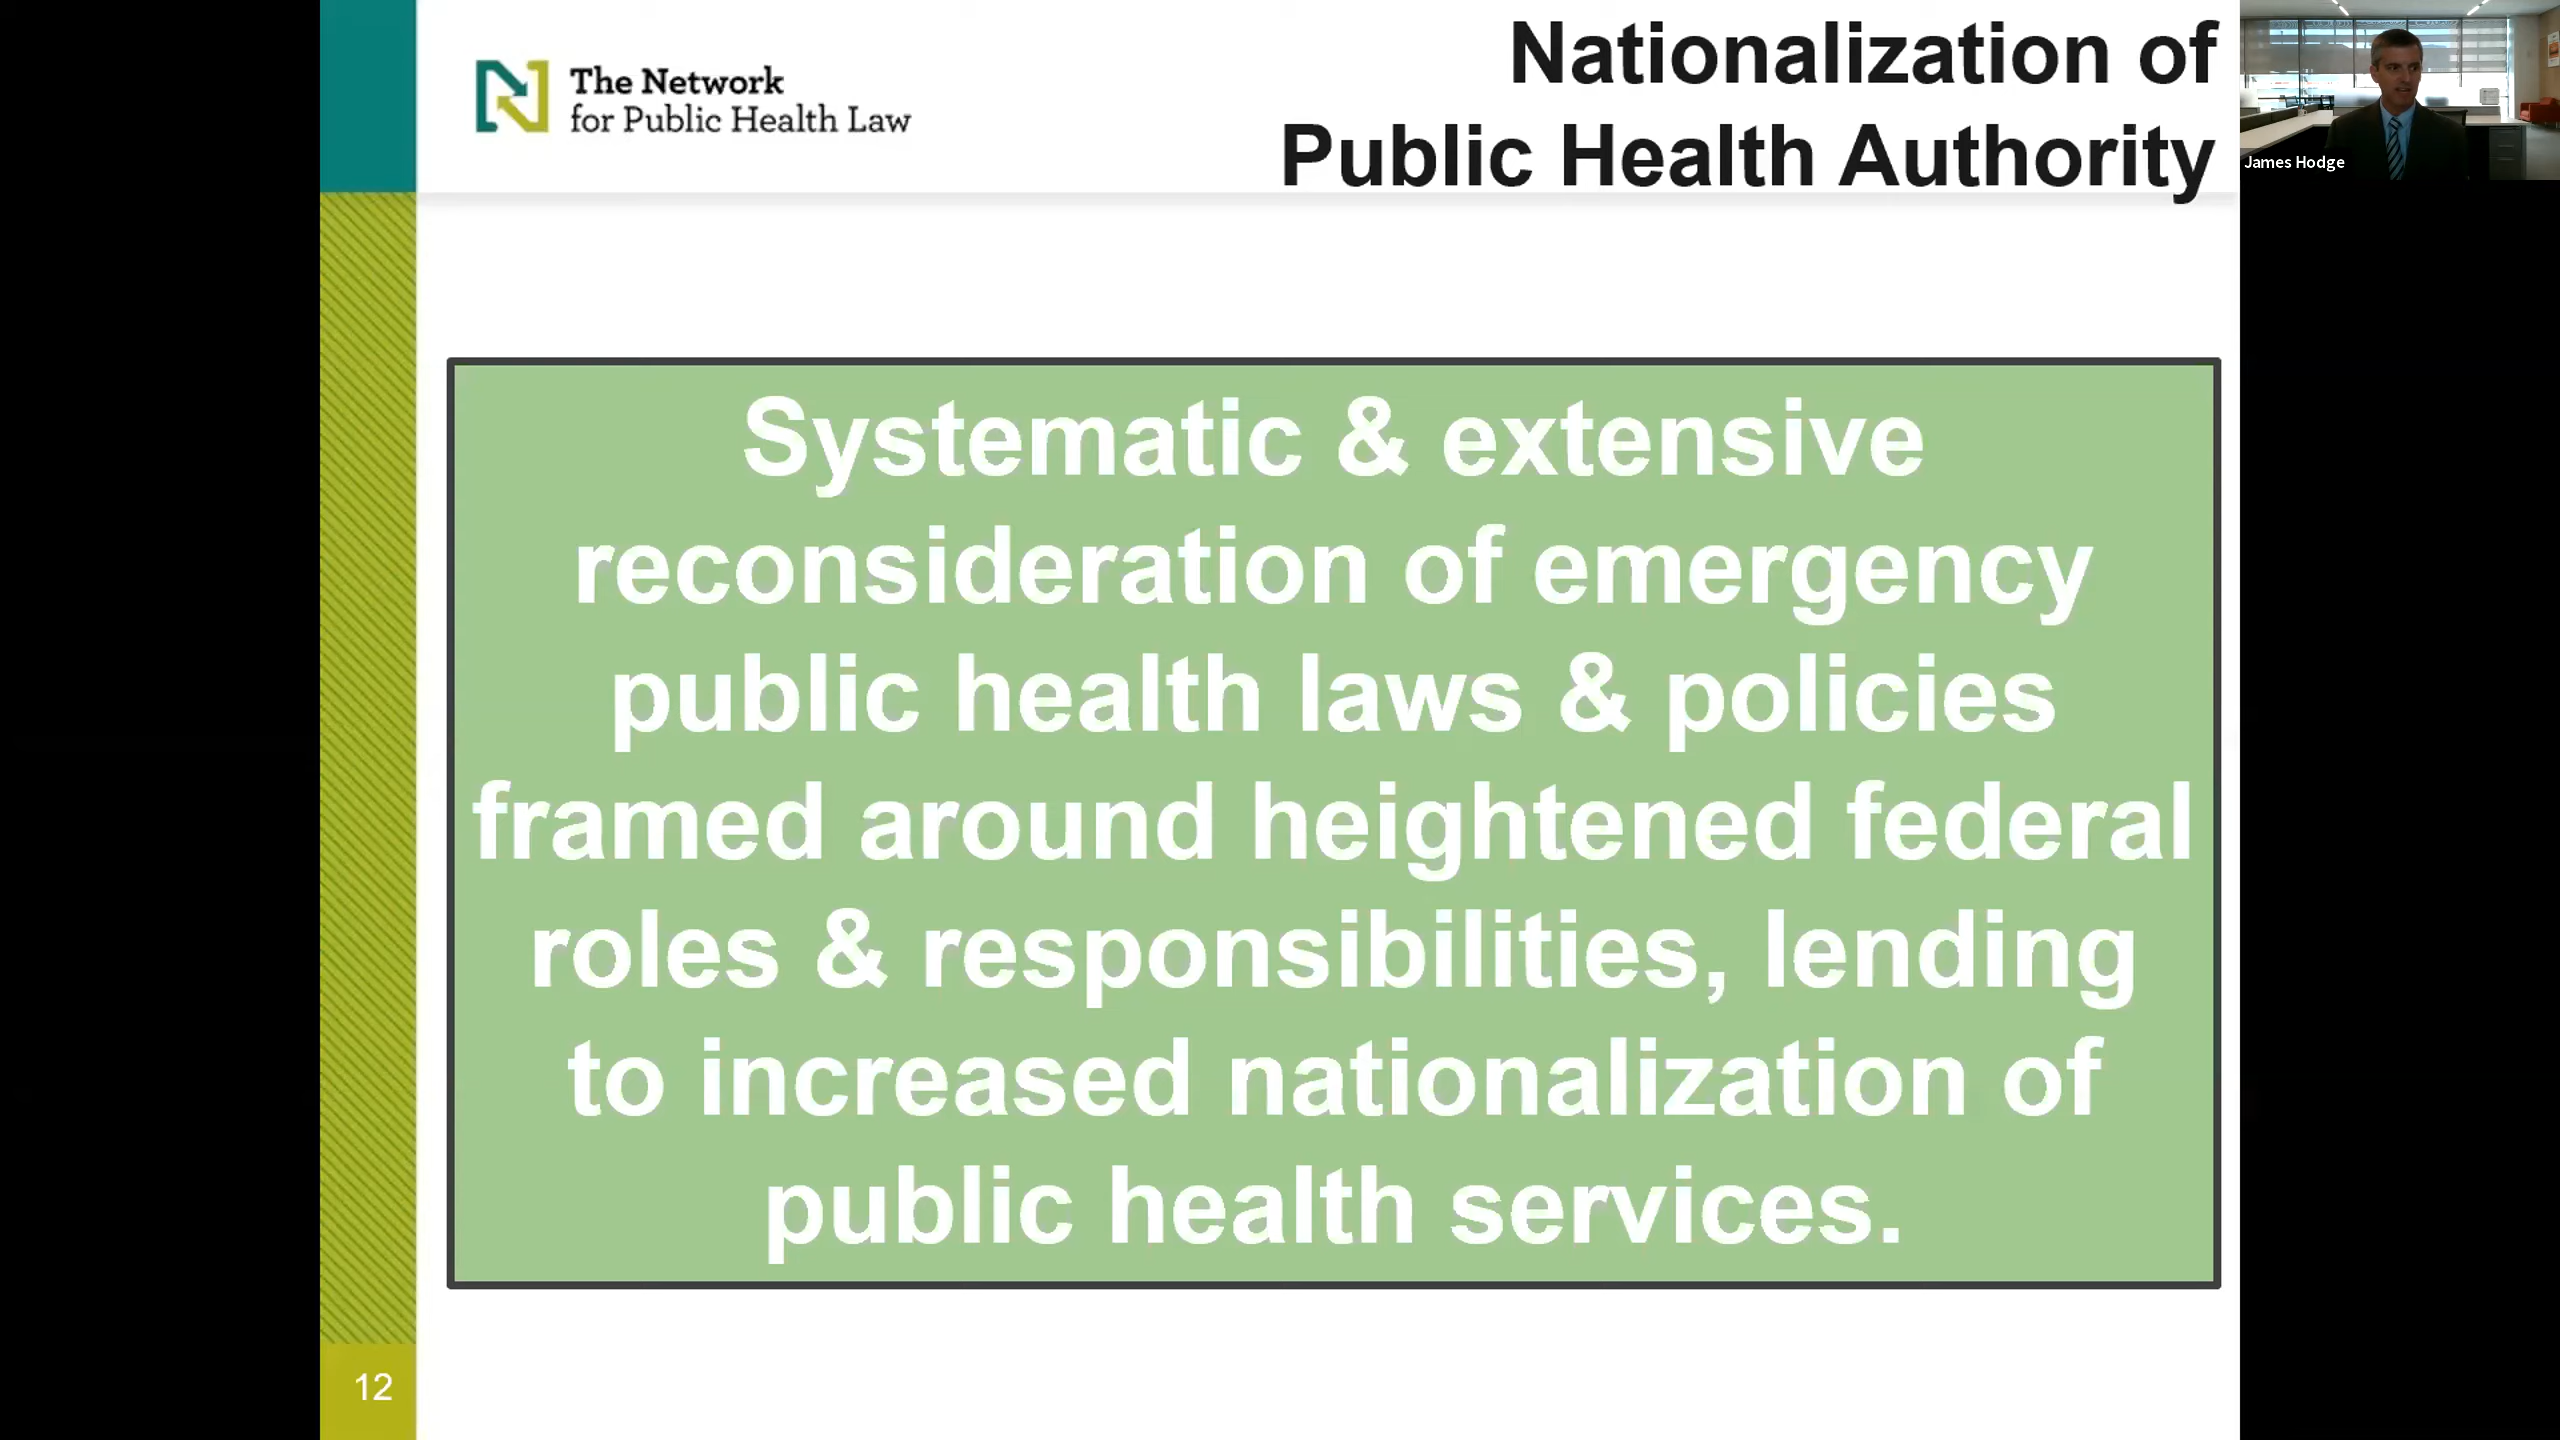 The Network
for Public Health Law
Nationalization of
Public Health Authority
James Hodge
Systematic & extensive
reconsideration of emergency
public health laws & policies
framed around heightened federal
roles & responsibilities, lending
to increased nationalization of
public health services.
12